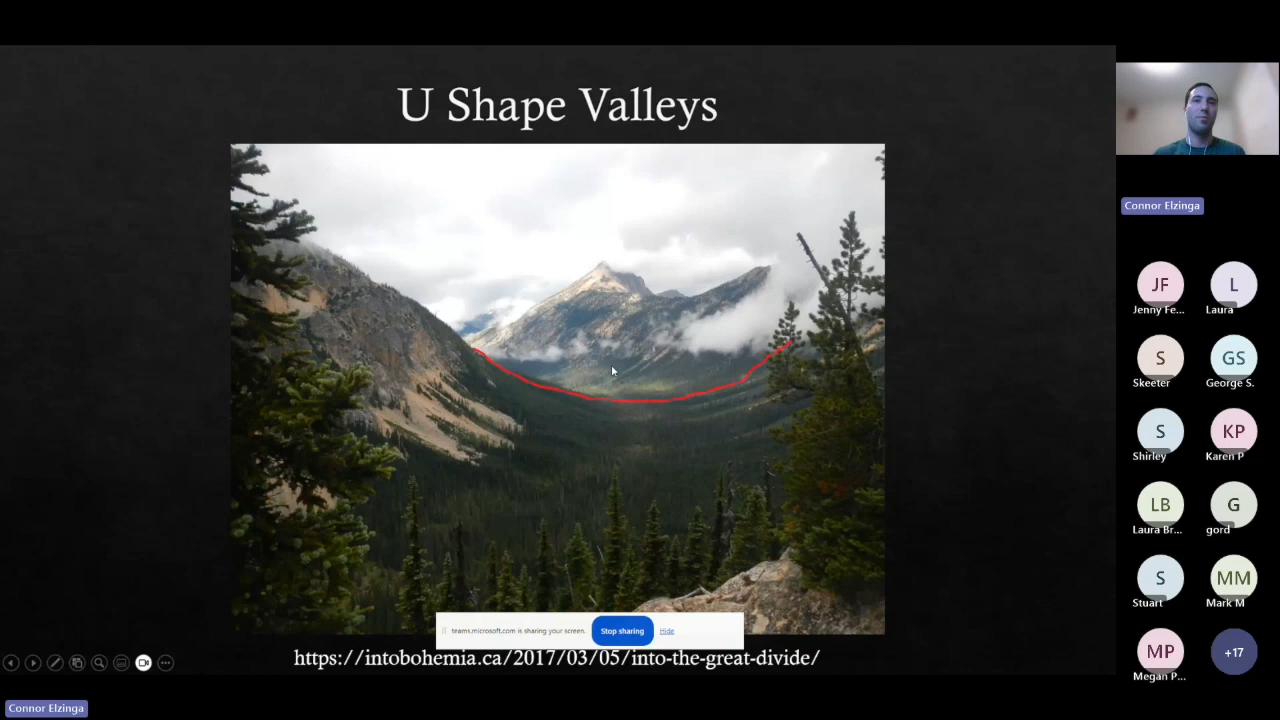 U Shape Valleys
teams.microsoft.com is sharing your screen. Stop sharing Hide
https://intobohemia.ca/2017/03/05/into-the-great-divide/
Connor Elzinga
JF L
Jenny Fe... Laura
S GS
Skeeter George S.
S KP
Shirley Karen P
LB G
Laura Br... gord
S MM
Stuart Mark M
MP +17
Megan P...
Connor Elzinga